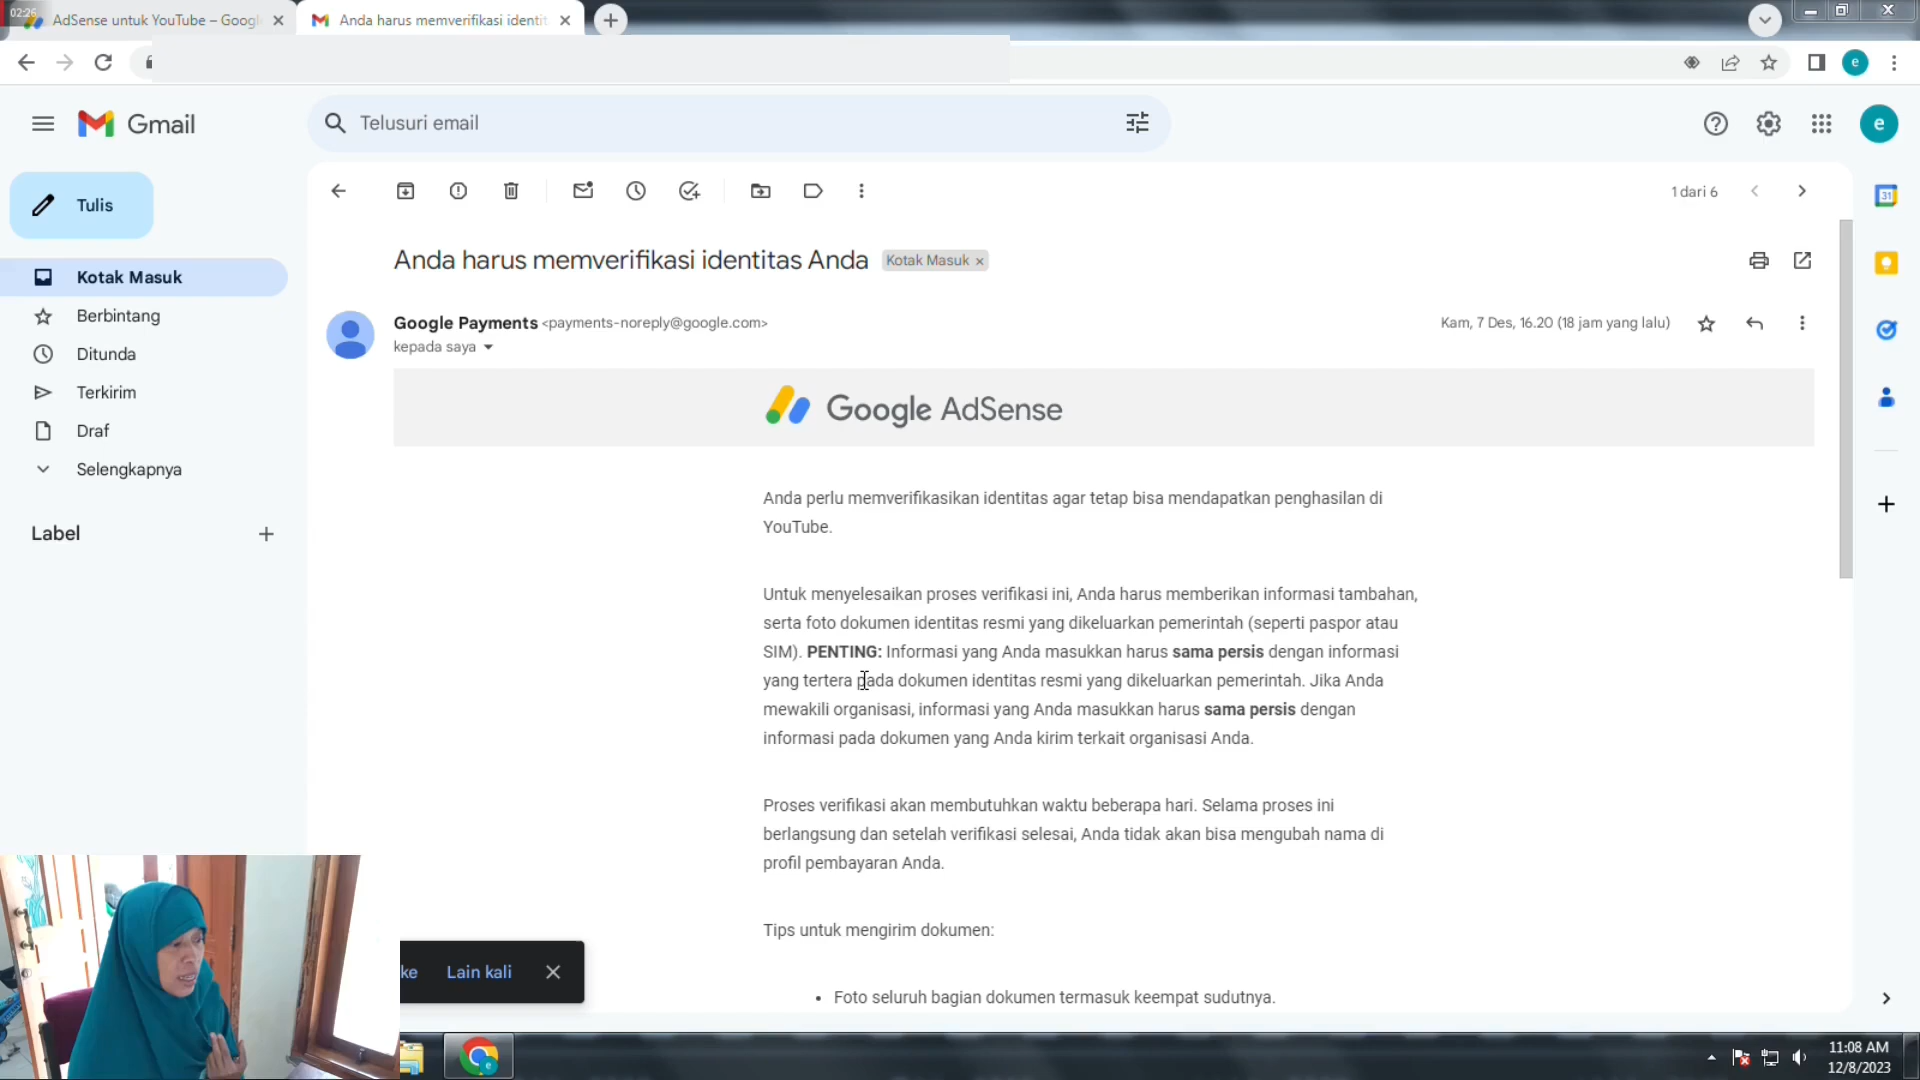 02:26
AdSense untuk YouTube – Googl
Anda harus memverifikasi identit
e
Gmail
Telusuri email
e
Tulis
1 dari 6
31
Kotak Masuk
Berbintang
Ditunda
Terkirim
Draf
Selengkapnya
Label
Anda harus memverifikasi identitas Anda
Kotak Masuk ×
Google Payments <payments-noreply@google.com>
Kam, 7 Des, 16.20 (18 jam yang lalu)
kepada saya
Google AdSense
Anda perlu memverifikasikan identitas agar tetap bisa mendapatkan penghasilan di
YouTube.
Untuk menyelesaikan proses verifikasi ini, Anda harus memberikan informasi tambahan,
serta foto dokumen identitas resmi yang dikeluarkan pemerintah (seperti paspor atau
SIM). PENTING: Informasi yang Anda masukkan harus sama persis dengan informasi
yang tertera pada dokumen identitas resmi yang dikeluarkan pemerintah. Jika Anda
mewakili organisasi, informasi yang Anda masukkan harus sama persis dengan
informasi pada dokumen yang Anda kirim terkait organisasi Anda.
Proses verifikasi akan membutuhkan waktu beberapa hari. Selama proses ini
berlangsung dan setelah verifikasi selesai, Anda tidak akan bisa mengubah nama di
profil pembayaran Anda.
Tips untuk mengirim dokumen:
• Foto seluruh bagian dokumen termasuk keempat sudutnya.
ke Lain kali
11:08 AM
12/8/2023